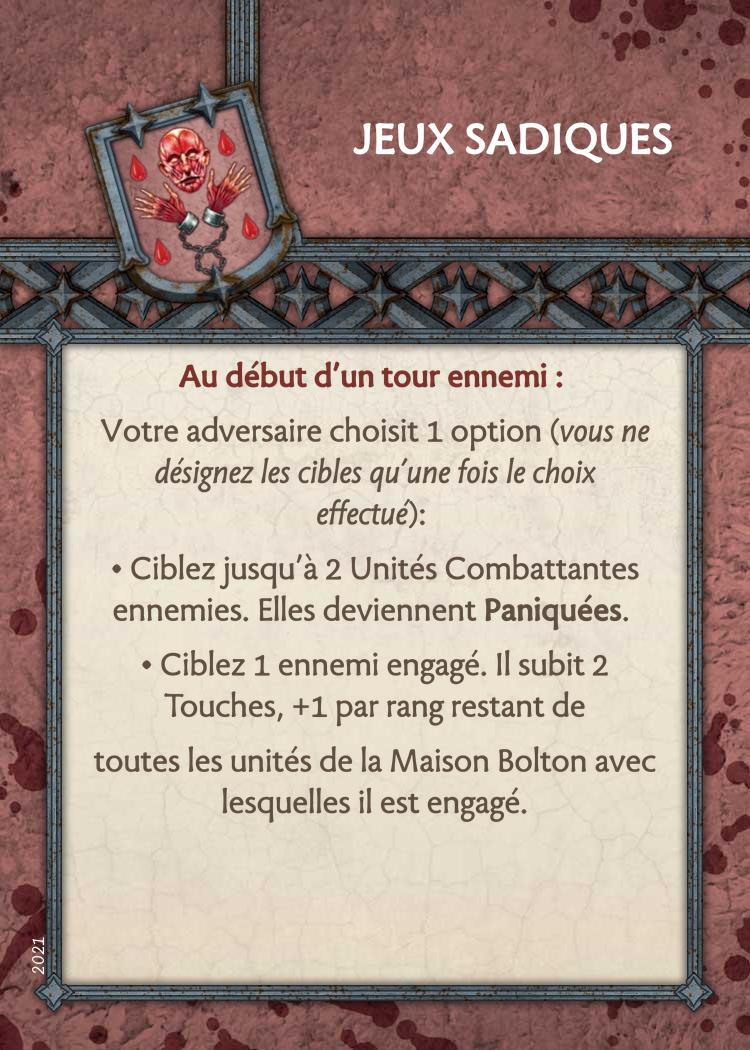 JEUX SADIQUES
Au début d'un tour ennemi :
Votre adversaire choisit 1 option (vous ne
désignez les cibles qu'une fois le choix
effectué):
• Ciblez jusqu'à 2 Unités Combattantes
ennemies. Elles deviennent Paniquées.
• Ciblez 1 ennemi engagé. Il subit 2
Touches, +1 par rang restant de
toutes les unités de la Maison Bolton avec
lesquelles il est engagé.
2021